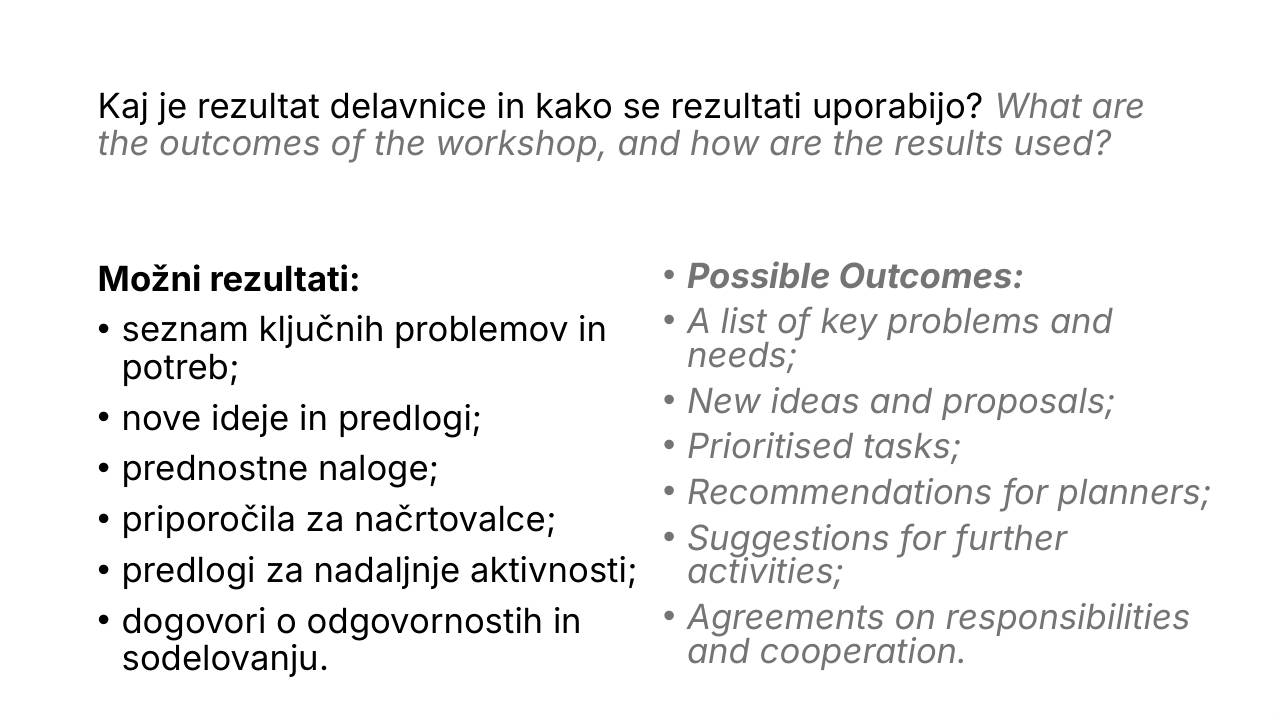 Kaj je rezultat delavnice in kako se rezultati uporabijo? What are
the outcomes of the workshop, and how are the results used?
Možni rezultati:
• seznam ključnih problemov in
potreb;
• nove ideje in predlogi;
• prednostne naloge;
• priporočila za načrtovalce;
• predlogi za nadaljnje aktivnosti;
• dogovori o odgovornostih in
sodelovanju.
• Possible Outcomes:
• A list of key problems and
needs;
• New ideas and proposals;
• Prioritised tasks;
• Recommendations for planners;
• Suggestions for further
activities;
• Agreements on responsibilities
and cooperation.